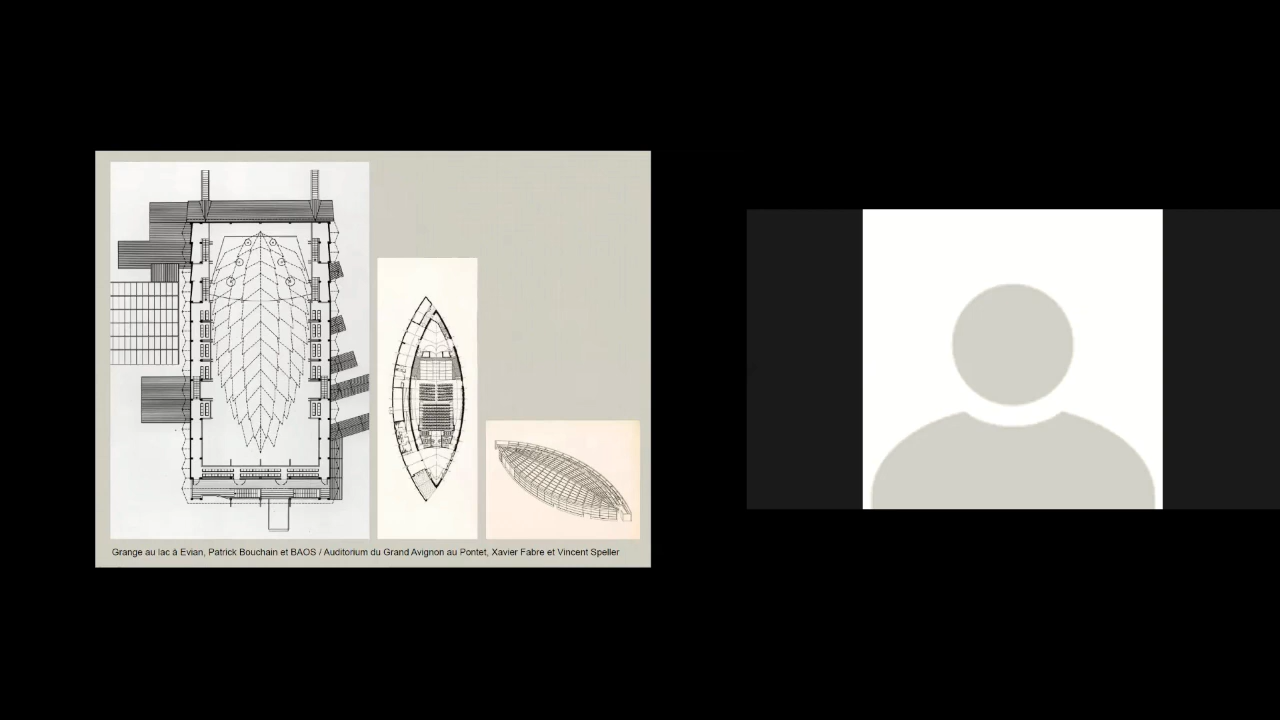 Grange au lac à Evian, Patrick Bouchain et BAOS / Auditorium du Grand Avignon au Pontet, Xavier Fabre et Vincent Speller